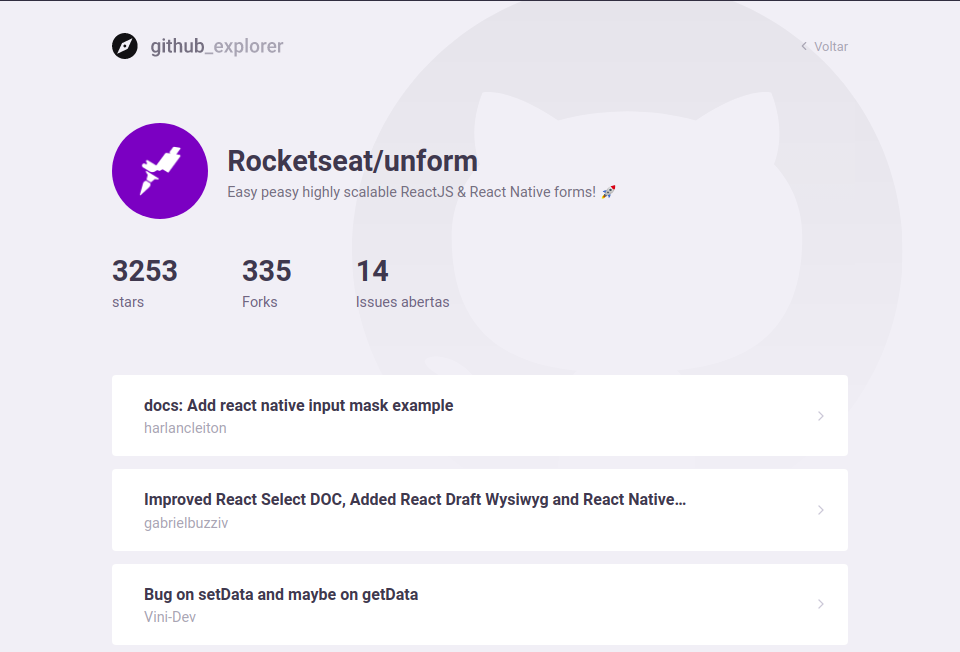 github_explorer
Voltar
Rocketseat/unform
Easy peasy highly scalable ReactJS & React Native forms! 🚀
3253 335 14
stars Forks Issues abertas
docs: Add react native input mask example
harlancleiton
Improved React Select DOC, Added React Draft Wysiwyg and React Native...
gabrielbuzziv
Bug on setData and maybe on getData
Vini-Dev